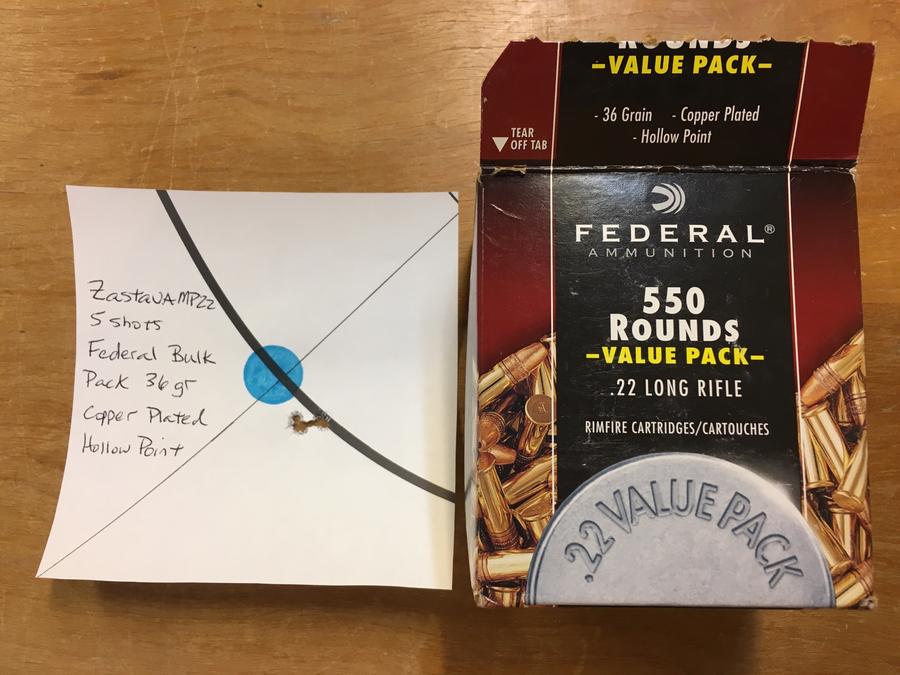 Zastava MP22
5 shots
Federal Bulk
Pack 36 gr
Copper Plated
Hollow Point
ROUNDS
-VALUE PACK-
- 36 Grain - Copper Plated
- Hollow Point
TEAR
OFF TAB
FEDERAL®
AMMUNITION
550
ROUNDS
-VALUE PACK-
.22 LONG RIFLE
RIMFIRE CARTRIDGES/CARTOUCHES
.22 VALUE PACK